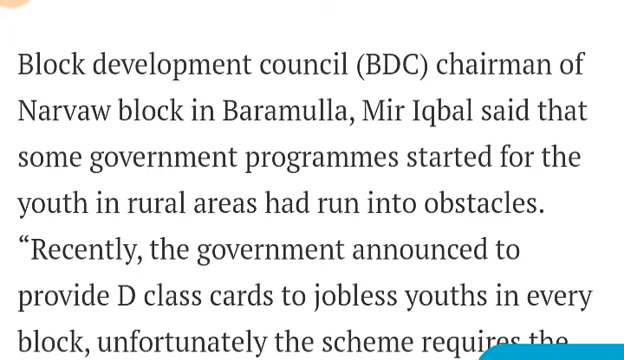 Block development council (BDC) chairman of
Narvaw block in Baramulla, Mir Iqbal said that
some government programmes started for the
youth in rural areas had run into obstacles.
“Recently, the government announced to
provide D class cards to jobless youths in every
block, unfortunately the scheme requires the